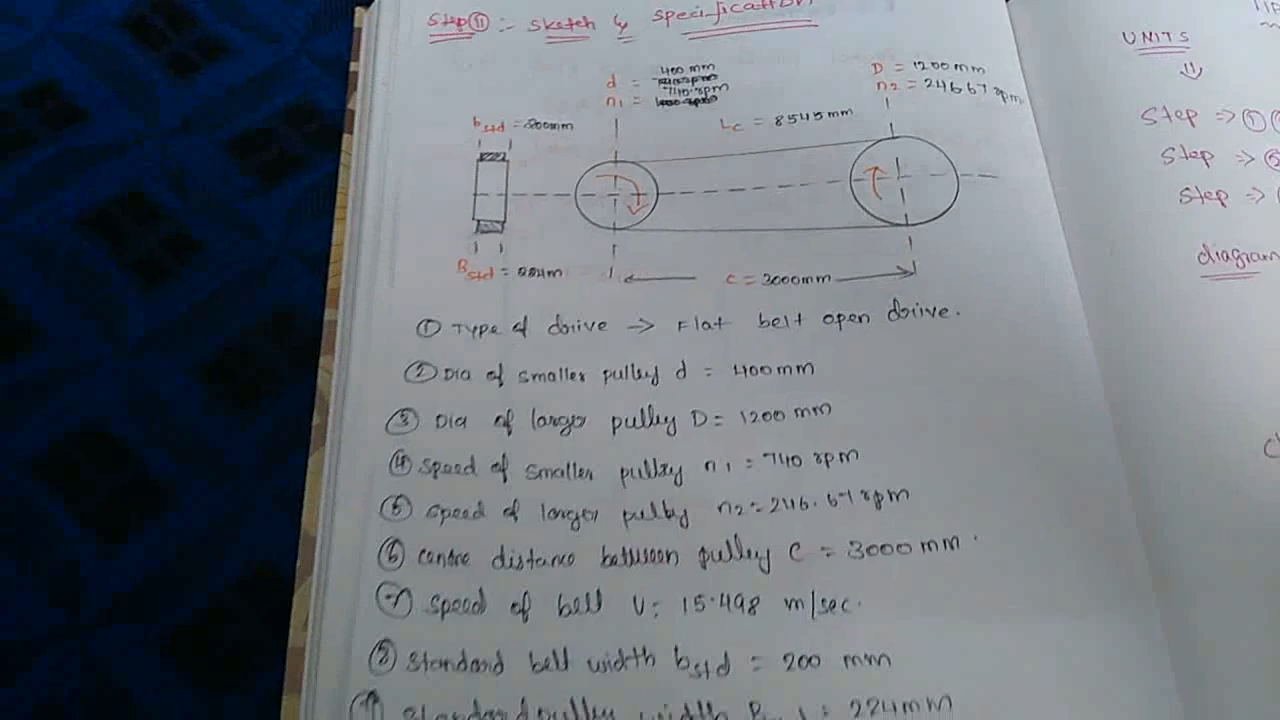 Step ⑪ :- Sketch & specification
d = 400 mm
n1 = 740 rpm
D = 1200 mm
n2 = 246.67 rpm
bstd = 200mm
Lc = 8545 mm
Bstd =
C = 3000mm
① Type of drive → Flat belt open drive.
② Dia of smaller pulley d = 400mm
③ Dia of larger pulley D = 1200 mm
④ Speed of smaller pulley n1 = 740 rpm
⑤ Speed of larger pulley n2 = 246.67 rpm
⑥ centre distance between pulley C = 3000 mm.
⑦ Speed of belt V = 15.498 m/sec.
⑧ Standard belt width bstd = 200 mm
Standard pulley width = 224mm
UNITS
Step ⇒ ①
Step ⇒
Step ⇒
diagram